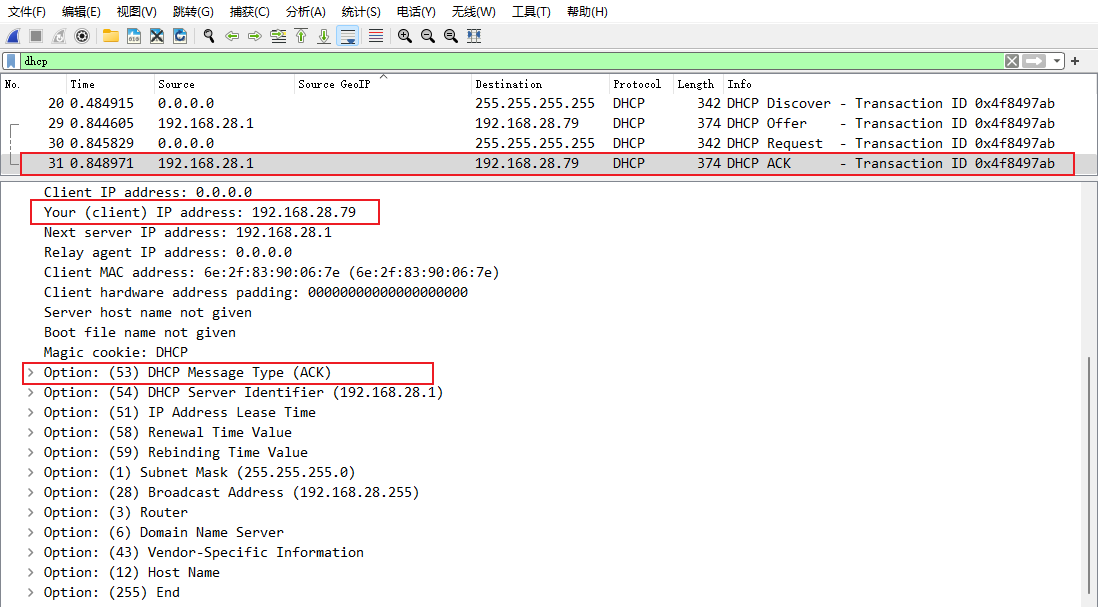 文件(F) 编辑(E) 视图(V) 跳转(G) 捕获(C) 分析(A) 统计(S) 电话(Y) 无线(W) 工具(T) 帮助(H)
dhcp
No. Time Source Source GeoIP Destination Protocol Length Info
20 0.484915 0.0.0.0 255.255.255.255 DHCP 342 DHCP Discover - Transaction ID 0x4f8497ab
29 0.844605 192.168.28.1 192.168.28.79 DHCP 374 DHCP Offer - Transaction ID 0x4f8497ab
30 0.845829 0.0.0.0 255.255.255.255 DHCP 342 DHCP Request - Transaction ID 0x4f8497ab
31 0.848971 192.168.28.1 192.168.28.79 DHCP 374 DHCP ACK - Transaction ID 0x4f8497ab
Client IP address: 0.0.0.0
Your (client) IP address: 192.168.28.79
Next server IP address: 192.168.28.1
Relay agent IP address: 0.0.0.0
Client MAC address: 6e:2f:83:90:06:7e (6e:2f:83:90:06:7e)
Client hardware address padding: 00000000000000000000
Server host name not given
Boot file name not given
Magic cookie: DHCP
Option: (53) DHCP Message Type (ACK)
Option: (54) DHCP Server Identifier (192.168.28.1)
Option: (51) IP Address Lease Time
Option: (58) Renewal Time Value
Option: (59) Rebinding Time Value
Option: (1) Subnet Mask (255.255.255.0)
Option: (28) Broadcast Address (192.168.28.255)
Option: (3) Router
Option: (6) Domain Name Server
Option: (43) Vendor-Specific Information
Option: (12) Host Name
Option: (255) End